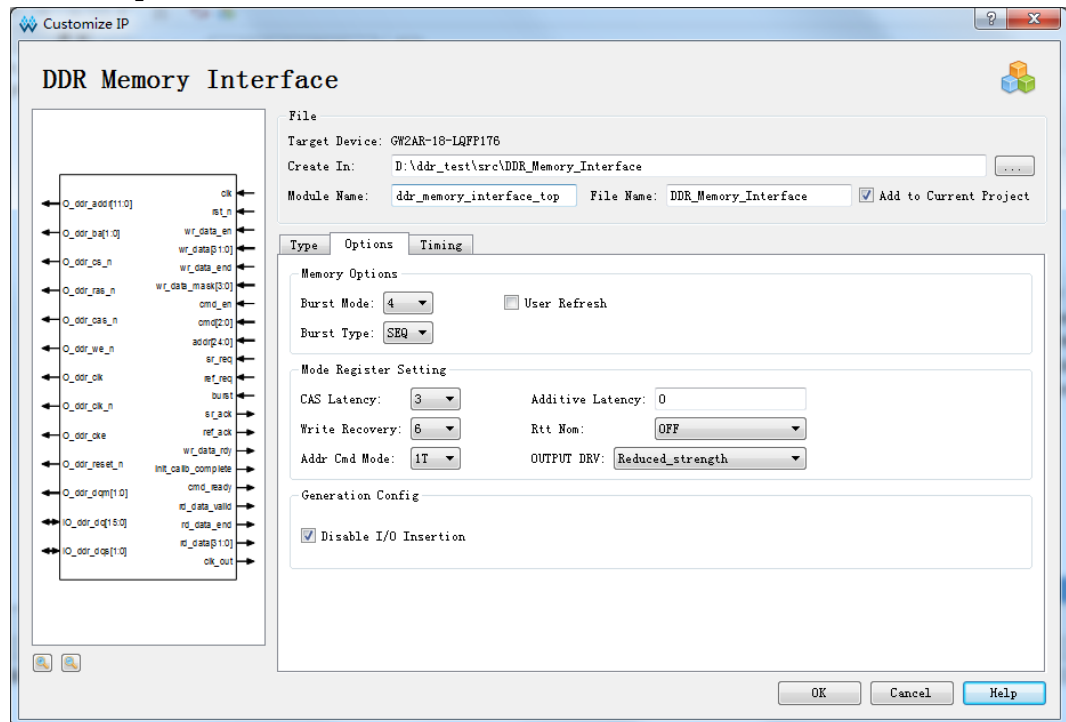 Customize IP
DDR Memory Interface
File
Target Device: GW2AR-18-LQFP176
Create In: D:\ddr_test\src\DDR_Memory_Interface ...
Module Name: ddr_memory_interface_top File Name: DDR_Memory_Interface Add to Current Project
O_ddr_addr[11:0]
O_ddr_ba[1:0]
O_ddr_cs_n
O_ddr_ras_n
O_ddr_cas_n
O_ddr_we_n
O_ddr_clk
O_ddr_clk_n
O_ddr_cke
O_ddr_reset_n
O_ddr_dqm[1:0]
IO_ddr_dq[15:0]
IO_ddr_dqs[1:0]
clk
rst_n
wr_data_en
wr_data[31:0]
wr_data_end
wr_data_mask[3:0]
cmd_en
cmd[2:0]
addr[24:0]
sr_req
ref_req
burst
sr_ack
ref_ack
wr_data_rdy
init_calib_complete
cmd_ready
rd_data_valid
rd_data_end
rd_data[31:0]
clk_out
Type Options Timing
Memory Options
Burst Mode: 4 User Refresh
Burst Type: SEQ
Mode Register Setting
CAS Latency: 3 Additive Latency: 0
Write Recovery: 6 Rtt Nom: OFF
Addr Cmd Mode: 1T OUTPUT DRV: Reduced_strength
Generation Config
Disable I/O Insertion
OK Cancel Help